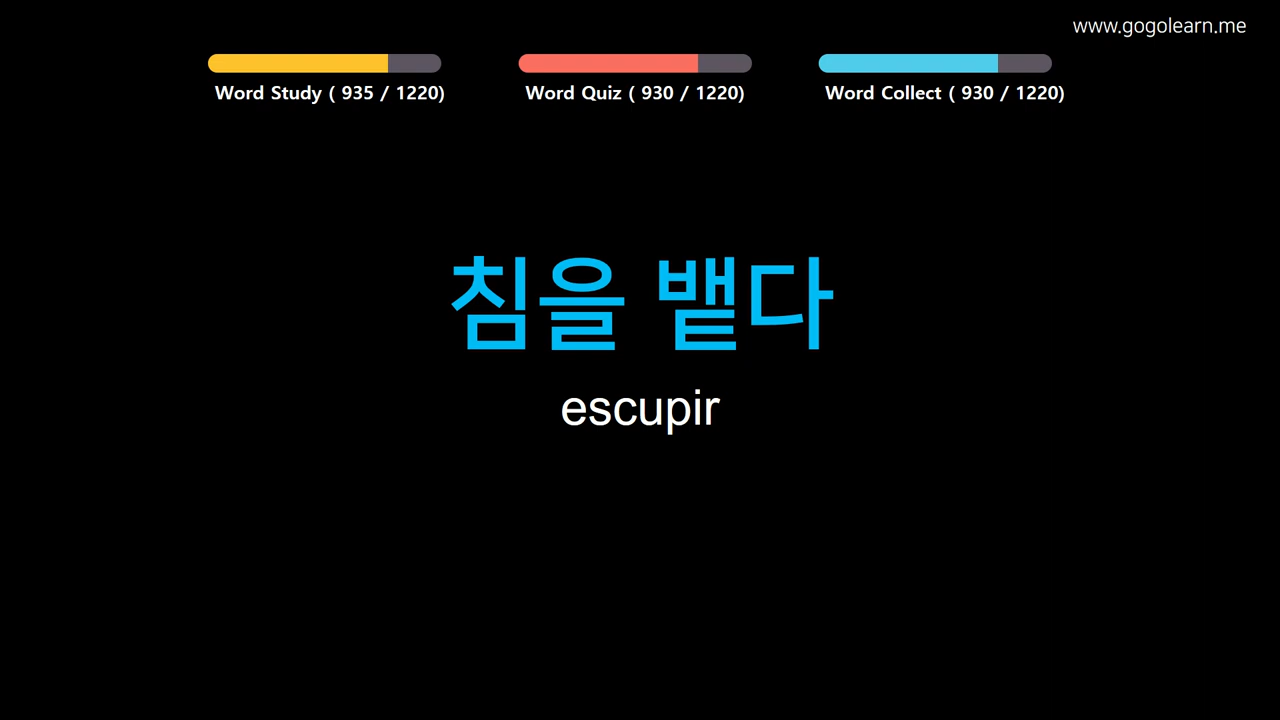 www.gogolearn.me
Word Study ( 935 / 1220)
Word Quiz ( 930 / 1220)
Word Collect ( 930 / 1220)
침을 뱉다
escupir